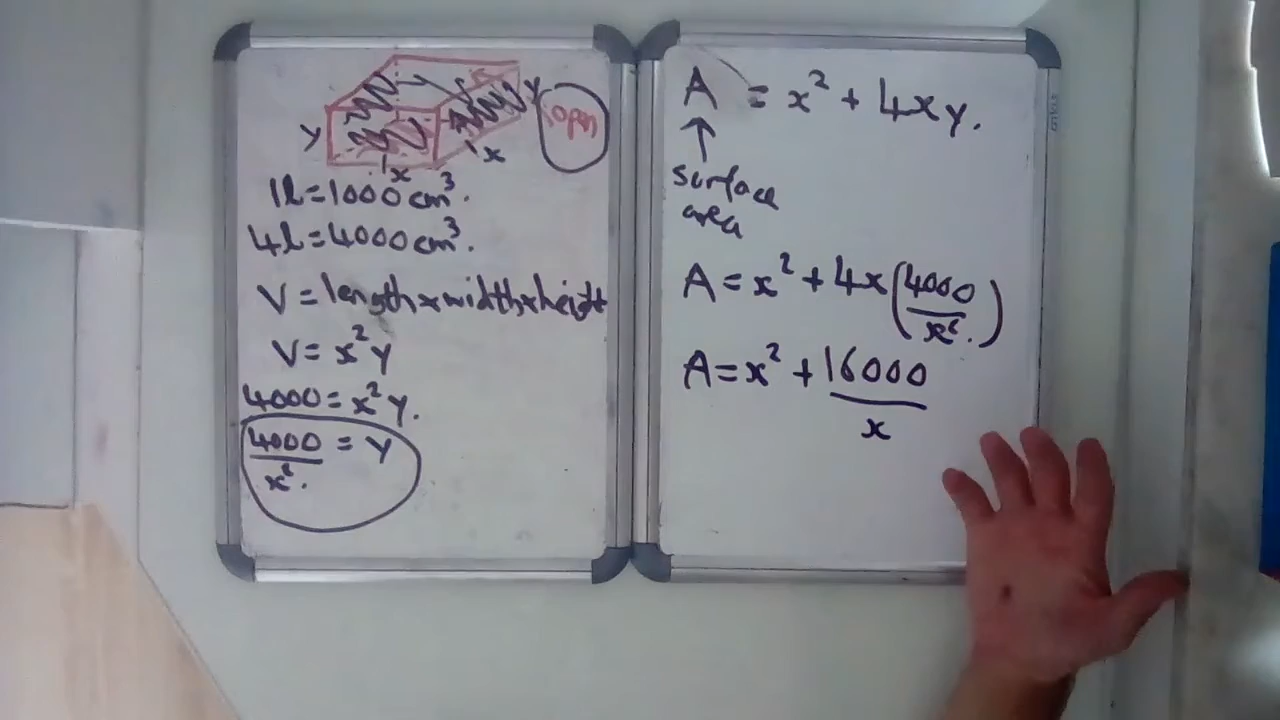 y
y
open
x
x
1l = 1000 cm³.
4l = 4000 cm³.
V = length x width x height
V = x²y
4000 = x²y.
4000/x². = y
A = x² + 4xy.
↑
surface
area
A = x² + 4x(4000/x².)
A = x² + 16000/x